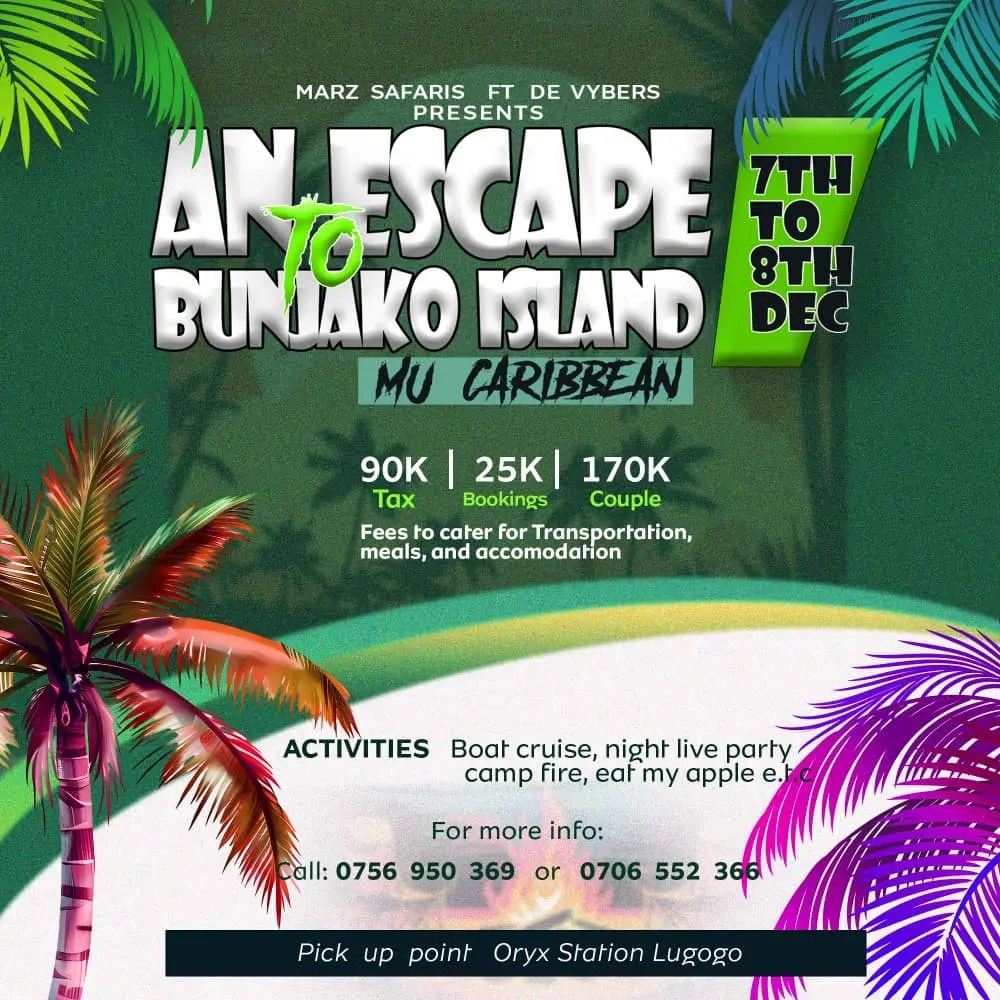 MARZ SAFARIS FT DE VYBERS
PRESENTS
AN ESCAPE
TO
BUNJAKO ISLAND
MU CARIBBEAN
7TH
TO
8TH
DEC
90K | 25K | 170K
Tax Bookings Couple
Fees to cater for Transportation,
meals, and accomodation
ACTIVITIES Boat cruise, night live party
camp fire, eat my apple e.t.c
For more info:
Call: 0756 950 369 or 0706 552 366
Pick up point Oryx Station Lugogo